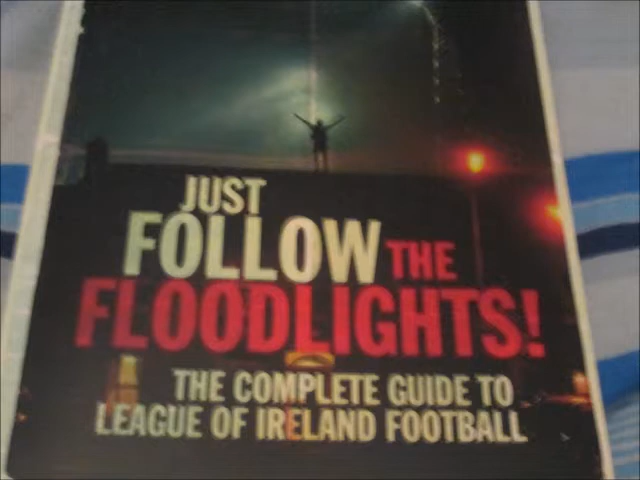 JUST
FOLLOW THE
FLOODLIGHTS!
THE COMPLETE GUIDE TO
LEAGUE OF IRELAND FOOTBALL